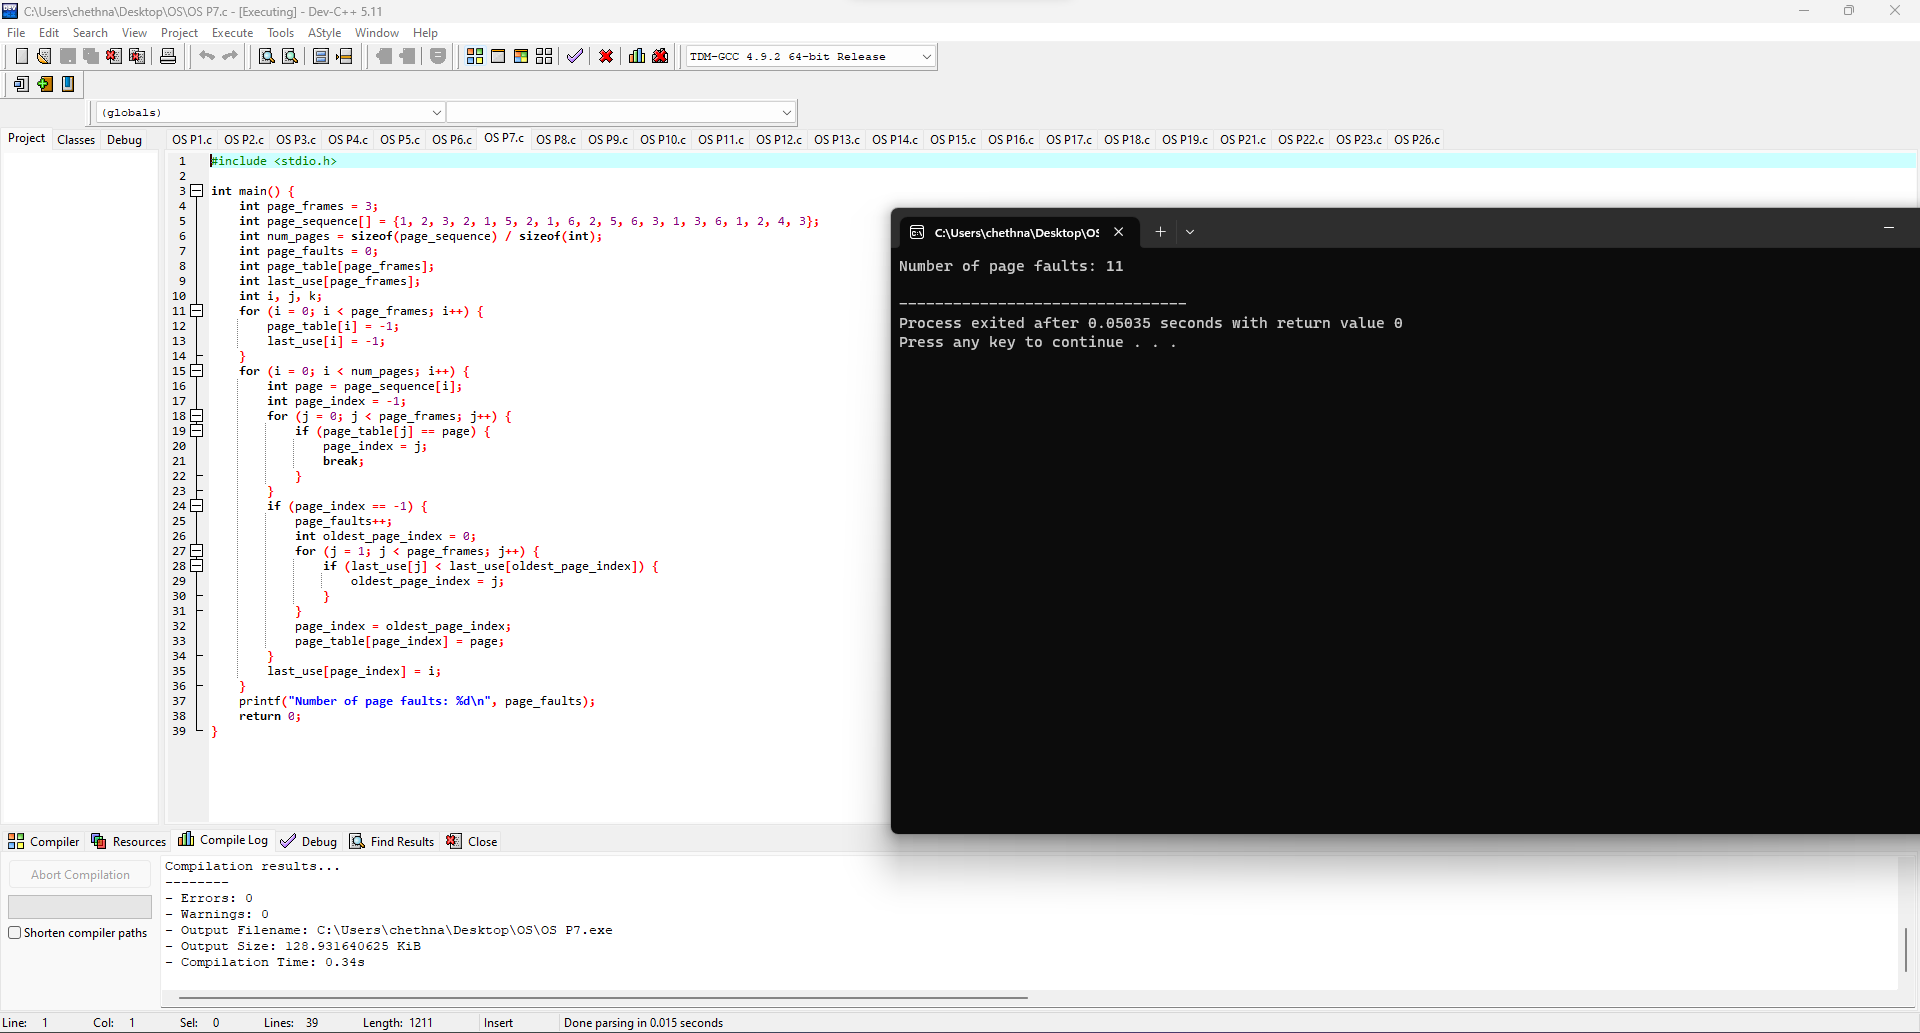 C:\Users\chethna\Desktop\OS\OS P7.c - [Executing] - Dev-C++ 5.11
File Edit Search View Project Execute Tools AStyle Window Help
TDM-GCC 4.9.2 64-bit Release
(globals)
Project Classes Debug
OS P1.c OS P2.c OS P3.c OS P4.c OS P5.c OS P6.c OS P7.c OS P8.c OS P9.c OS P10.c OS P11.c OS P12.c OS P13.c OS P14.c OS P15.c OS P16.c OS P17.c OS P18.c OS P19.c OS P21.c OS P22.c OS P23.c OS P26.c
1 #include <stdio.h>
2
3 int main() {
4 int page_frames = 3;
5 int page_sequence[] = {1, 2, 3, 2, 1, 5, 2, 1, 6, 2, 5, 6, 3, 1, 3, 6, 1, 2, 4, 3};
6 int num_pages = sizeof(page_sequence) / sizeof(int);
7 int page_faults = 0;
8 int page_table[page_frames];
9 int last_use[page_frames];
10 int i, j, k;
11 for (i = 0; i < page_frames; i++) {
12 page_table[i] = -1;
13 last_use[i] = -1;
14 }
15 for (i = 0; i < num_pages; i++) {
16 int page = page_sequence[i];
17 int page_index = -1;
18 for (j = 0; j < page_frames; j++) {
19 if (page_table[j] == page) {
20 page_index = j;
21 break;
22 }
23 }
24 if (page_index == -1) {
25 page_faults++;
26 int oldest_page_index = 0;
27 for (j = 1; j < page_frames; j++) {
28 if (last_use[j] < last_use[oldest_page_index]) {
29 oldest_page_index = j;
30 }
31 }
32 page_index = oldest_page_index;
33 page_table[page_index] = page;
34 }
35 last_use[page_index] = i;
36 }
37 printf("Number of page faults: %d\n", page_faults);
38 return 0;
39 }
C:\Users\chethna\Desktop\OS
Number of page faults: 11
--------------------------------
Process exited after 0.05035 seconds with return value 0
Press any key to continue . . .
Compiler Resources Compile Log Debug Find Results Close
Abort Compilation
Shorten compiler paths
Compilation results...
--------
- Errors: 0
- Warnings: 0
- Output Filename: C:\Users\chethna\Desktop\OS\OS P7.exe
- Output Size: 128.931640625 KiB
- Compilation Time: 0.34s
Line: 1 Col: 1 Sel: 0 Lines: 39 Length: 1211 Insert Done parsing in 0.015 seconds